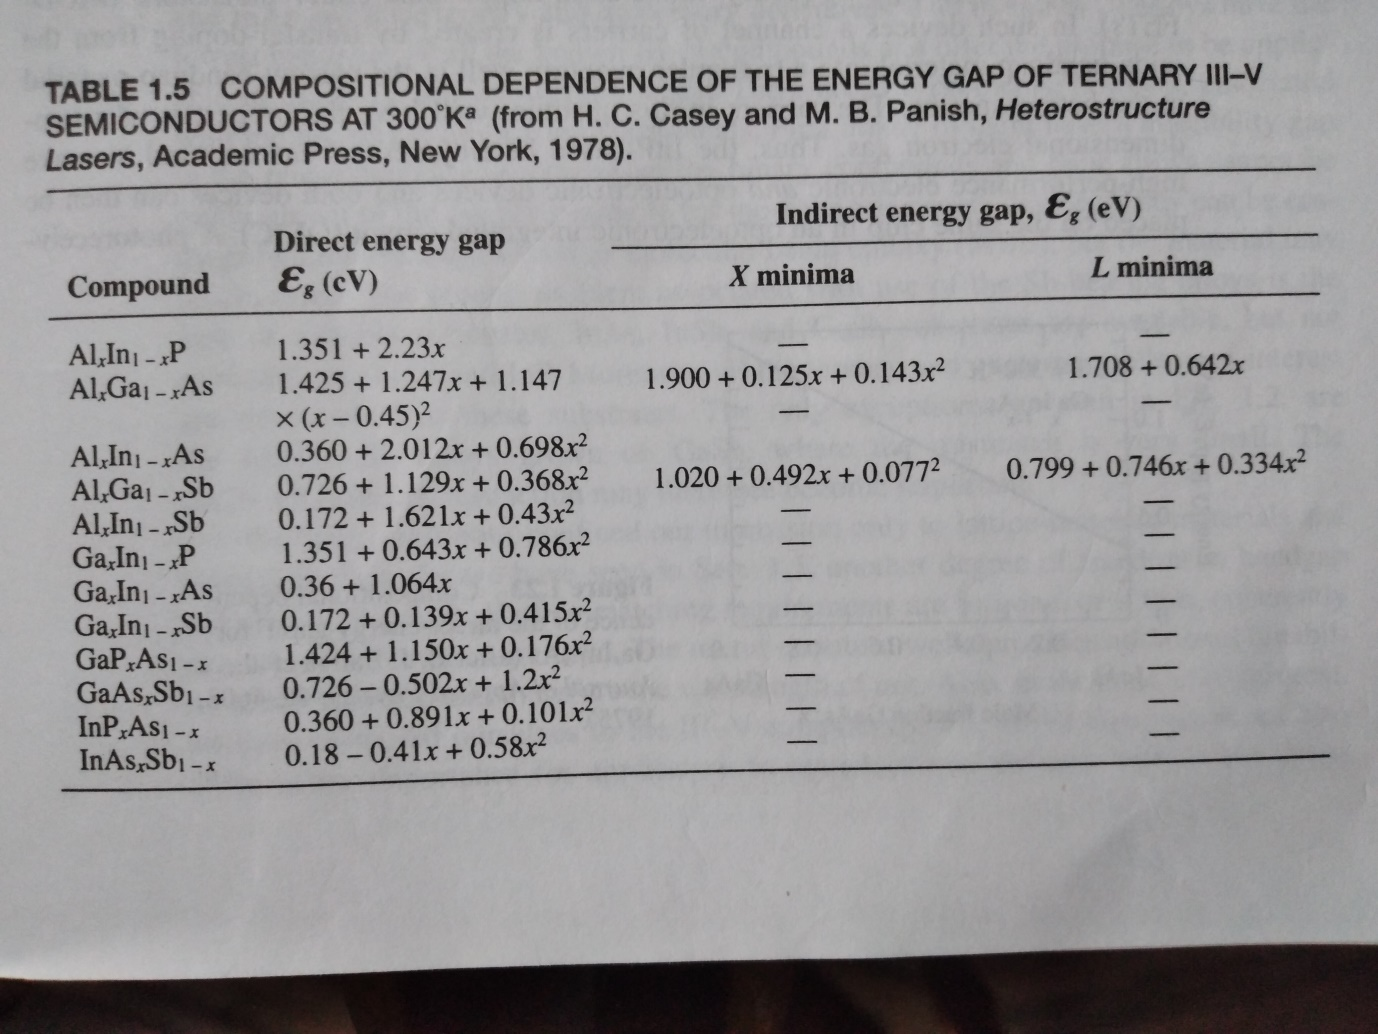 TABLE 1.5 COMPOSITIONAL DEPENDENCE OF THE ENERGY GAP OF TERNARY III–V
SEMICONDUCTORS AT 300°Kᵃ (from H. C. Casey and M. B. Panish, Heterostructure
Lasers, Academic Press, New York, 1978).
Indirect energy gap, Ɛg (eV)
Direct energy gap
Compound Ɛg (cV) X minima L minima
AlxIn1 – xP 1.351 + 2.23x — —
AlxGa1 – xAs 1.425 + 1.247x + 1.147 1.900 + 0.125x + 0.143x² 1.708 + 0.642x
× (x – 0.45)² — —
AlxIn1 – xAs 0.360 + 2.012x + 0.698x²
AlxGa1 – xSb 0.726 + 1.129x + 0.368x² 1.020 + 0.492x + 0.077² 0.799 + 0.746x + 0.334x²
AlxIn1 – xSb 0.172 + 1.621x + 0.43x² — —
GaxIn1 – xP 1.351 + 0.643x + 0.786x² — —
GaxIn1 – xAs 0.36 + 1.064x — —
GaxIn1 – xSb 0.172 + 0.139x + 0.415x² — —
GaPxAs1 – x 1.424 + 1.150x + 0.176x² — —
GaAsxSb1 – x 0.726 – 0.502x + 1.2x² — —
InPxAs1 – x 0.360 + 0.891x + 0.101x² — —
InAsxSb1 – x 0.18 – 0.41x + 0.58x² — —